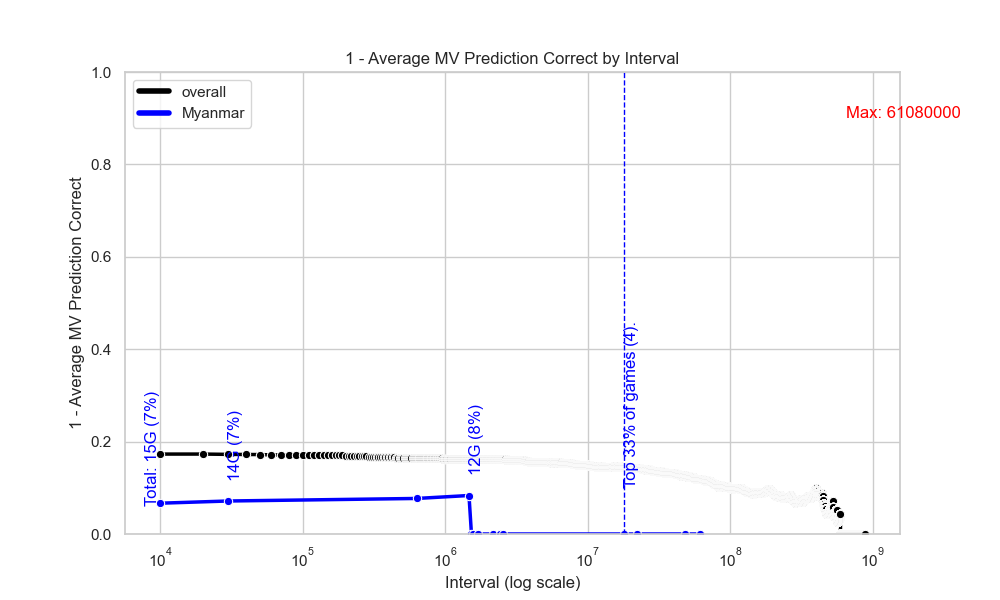 1 - Average MV Prediction Correct by Interval
1.0
0.8
0.6
0.4
0.2
0.0
1 - Average MV Prediction Correct
overall
Myanmar
Max: 61080000
Total: 15G (7%)
14G (7%)
12G (8%)
Top 33% of games (4).
10^4
10^5
10^6
10^7
10^8
10^9
Interval (log scale)